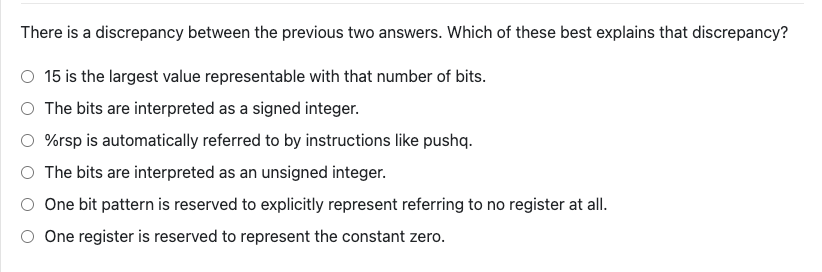 There is a discrepancy between the previous two answers. Which of these best explains that discrepancy?
15 is the largest value representable with that number of bits.
The bits are interpreted as a signed integer.
%rsp is automatically referred to by instructions like pushq.
The bits are interpreted as an unsigned integer.
One bit pattern is reserved to explicitly represent referring to no register at all.
One register is reserved to represent the constant zero.